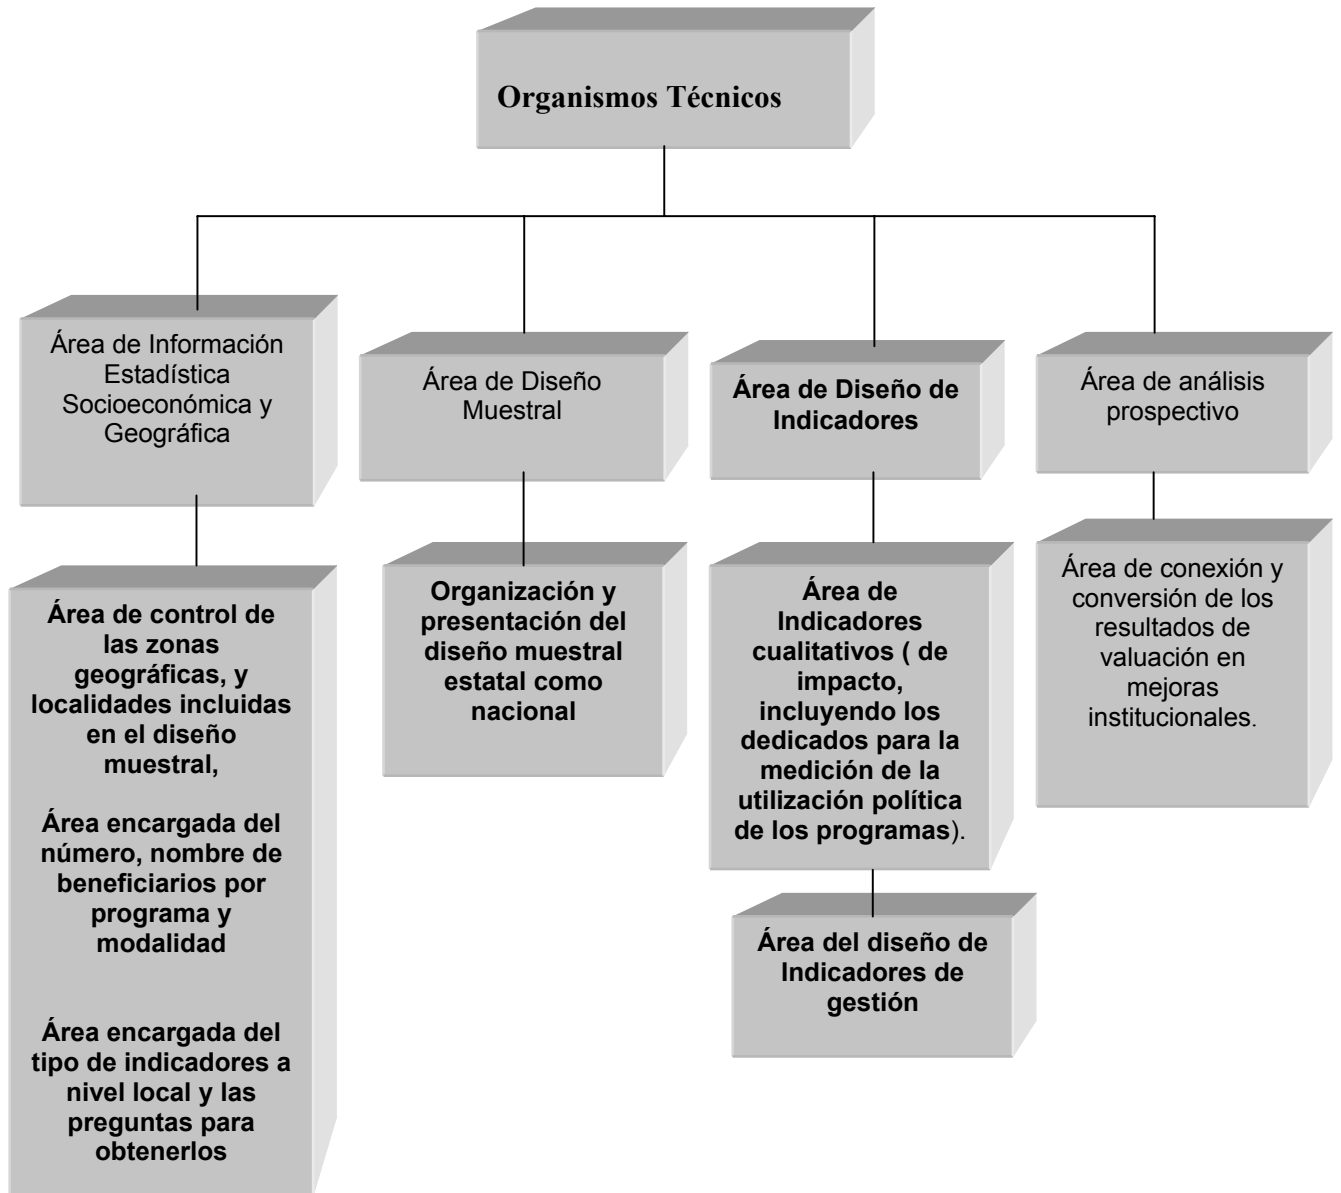 Organismos Técnicos
Área de Información
Estadística
Socioeconómica y
Geográfica
Área de Diseño
Muestral
Área de Diseño de
Indicadores
Área de análisis
prospectivo
Área de control de
las zonas
geográficas, y
localidades incluidas
en el diseño
muestral,
Área encargada del
número, nombre de
beneficiarios por
programa y
modalidad
Área encargada del
tipo de indicadores a
nivel local y las
preguntas para
obtenerlos
Organización y
presentación del
diseño muestral
estatal como
nacional
Área de
Indicadores
cualitativos ( de
impacto,
incluyendo los
dedicados para la
medición de la
utilización política
de los programas).
Área del diseño de
Indicadores de
gestión
Área de conexión y
conversión de los
resultados de
valuación en
mejoras
institucionales.